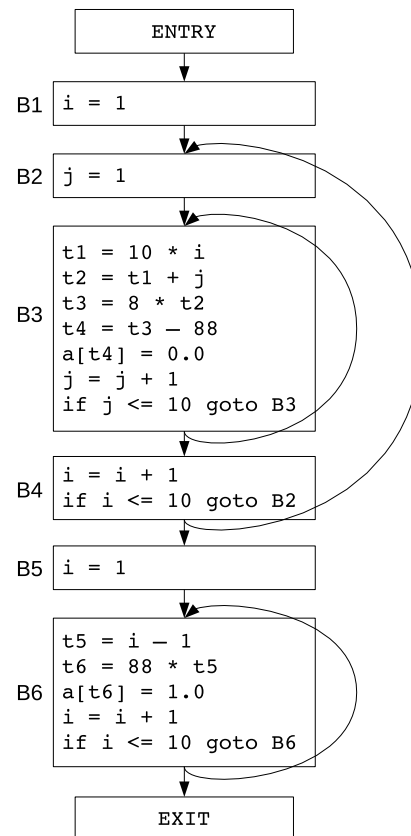 ENTRY
B1
i = 1
B2
j = 1
B3
t1 = 10 * i
t2 = t1 + j
t3 = 8 * t2
t4 = t3 – 88
a[t4] = 0.0
j = j + 1
if j <= 10 goto B3
B4
i = i + 1
if i <= 10 goto B2
B5
i = 1
B6
t5 = i – 1
t6 = 88 * t5
a[t6] = 1.0
i = i + 1
if i <= 10 goto B6
EXIT